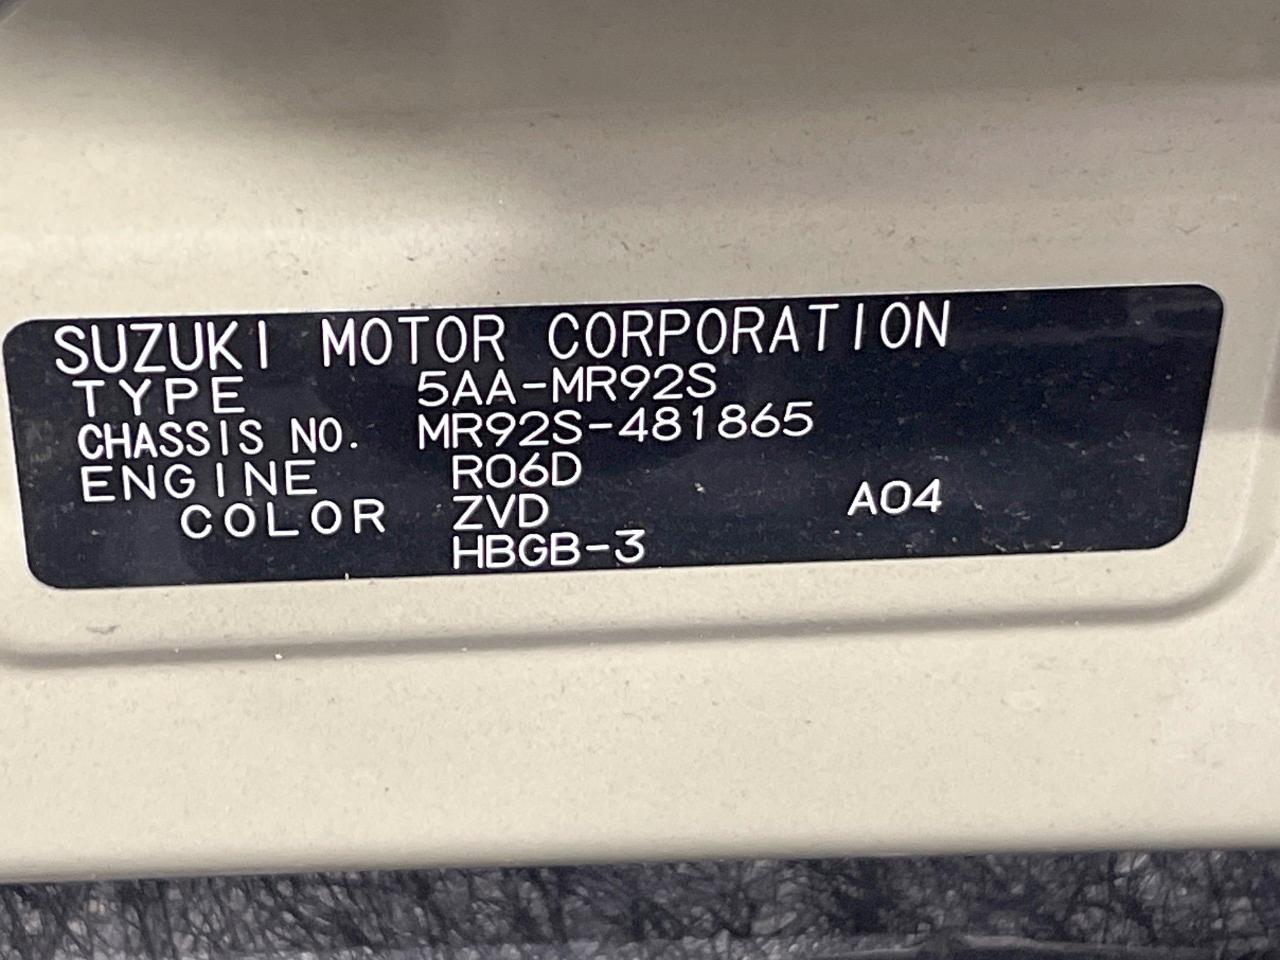 SUZUKI MOTOR CORPORATION
TYPE 5AA-MR92S
CHASSIS NO. MR92S-481865
ENGINE R06D
COLOR ZVD A04
HBGB-3